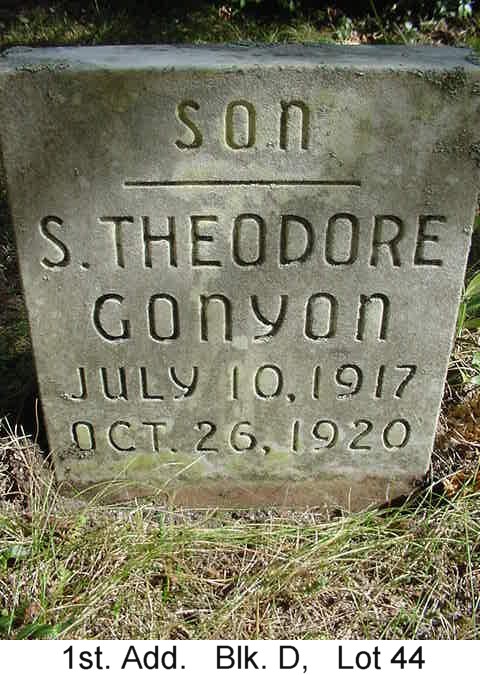 SON
S. THEODORE
GONYON
JULY 10, 1917
OCT. 26, 1920
1st. Add. Blk. D, Lot 44